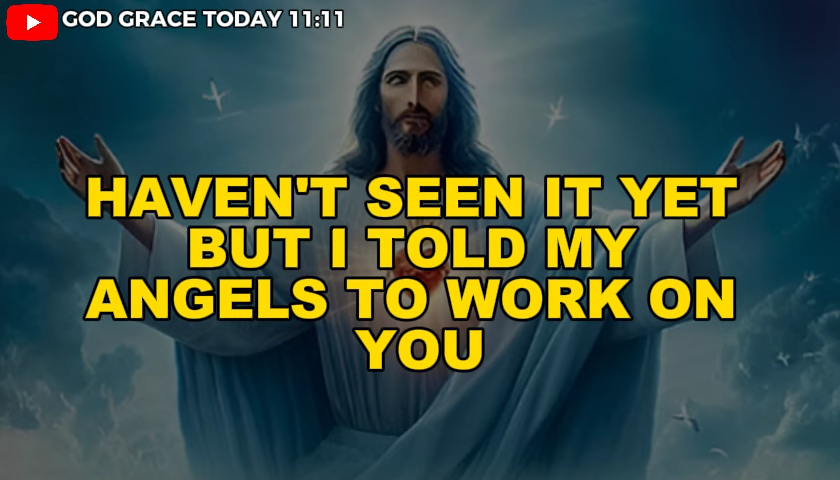 GOD GRACE TODAY 11:11
HAVEN'T SEEN IT YET
BUT I TOLD MY
ANGELS TO WORK ON
YOU